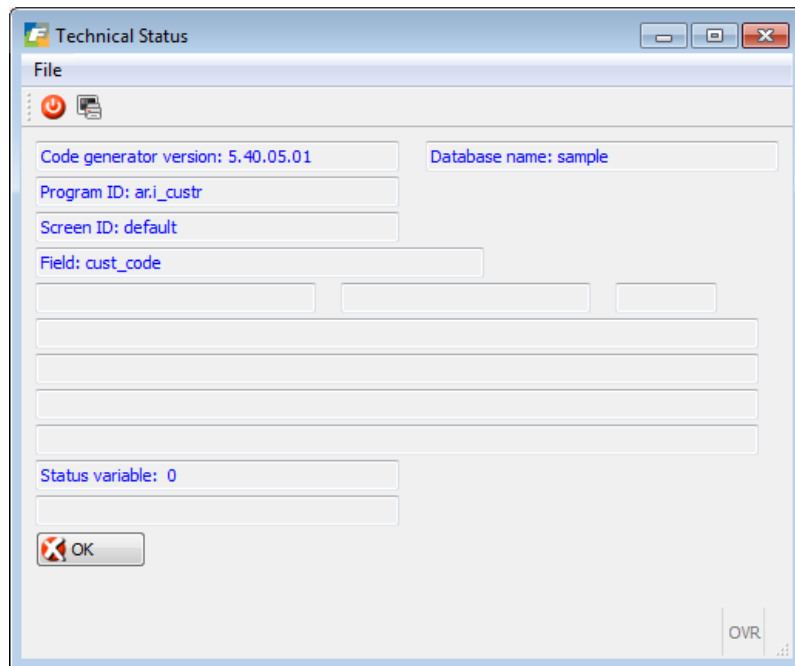 Technical Status
File
Code generator version: 5.40.05.01 Database name: sample
Program ID: ar.i_custr
Screen ID: default
Field: cust_code
Status variable: 0
OK
OVR